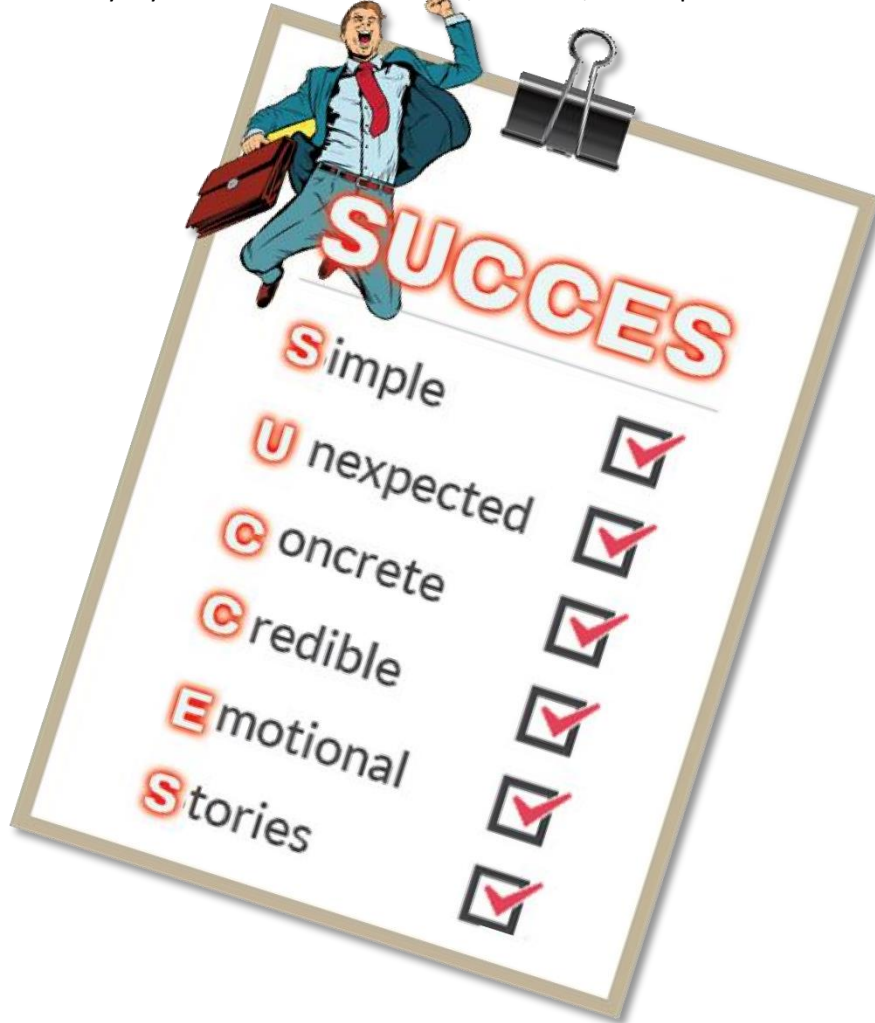 SUCCES
Simple
Unexpected
Concrete
Credible
Emotional
Stories